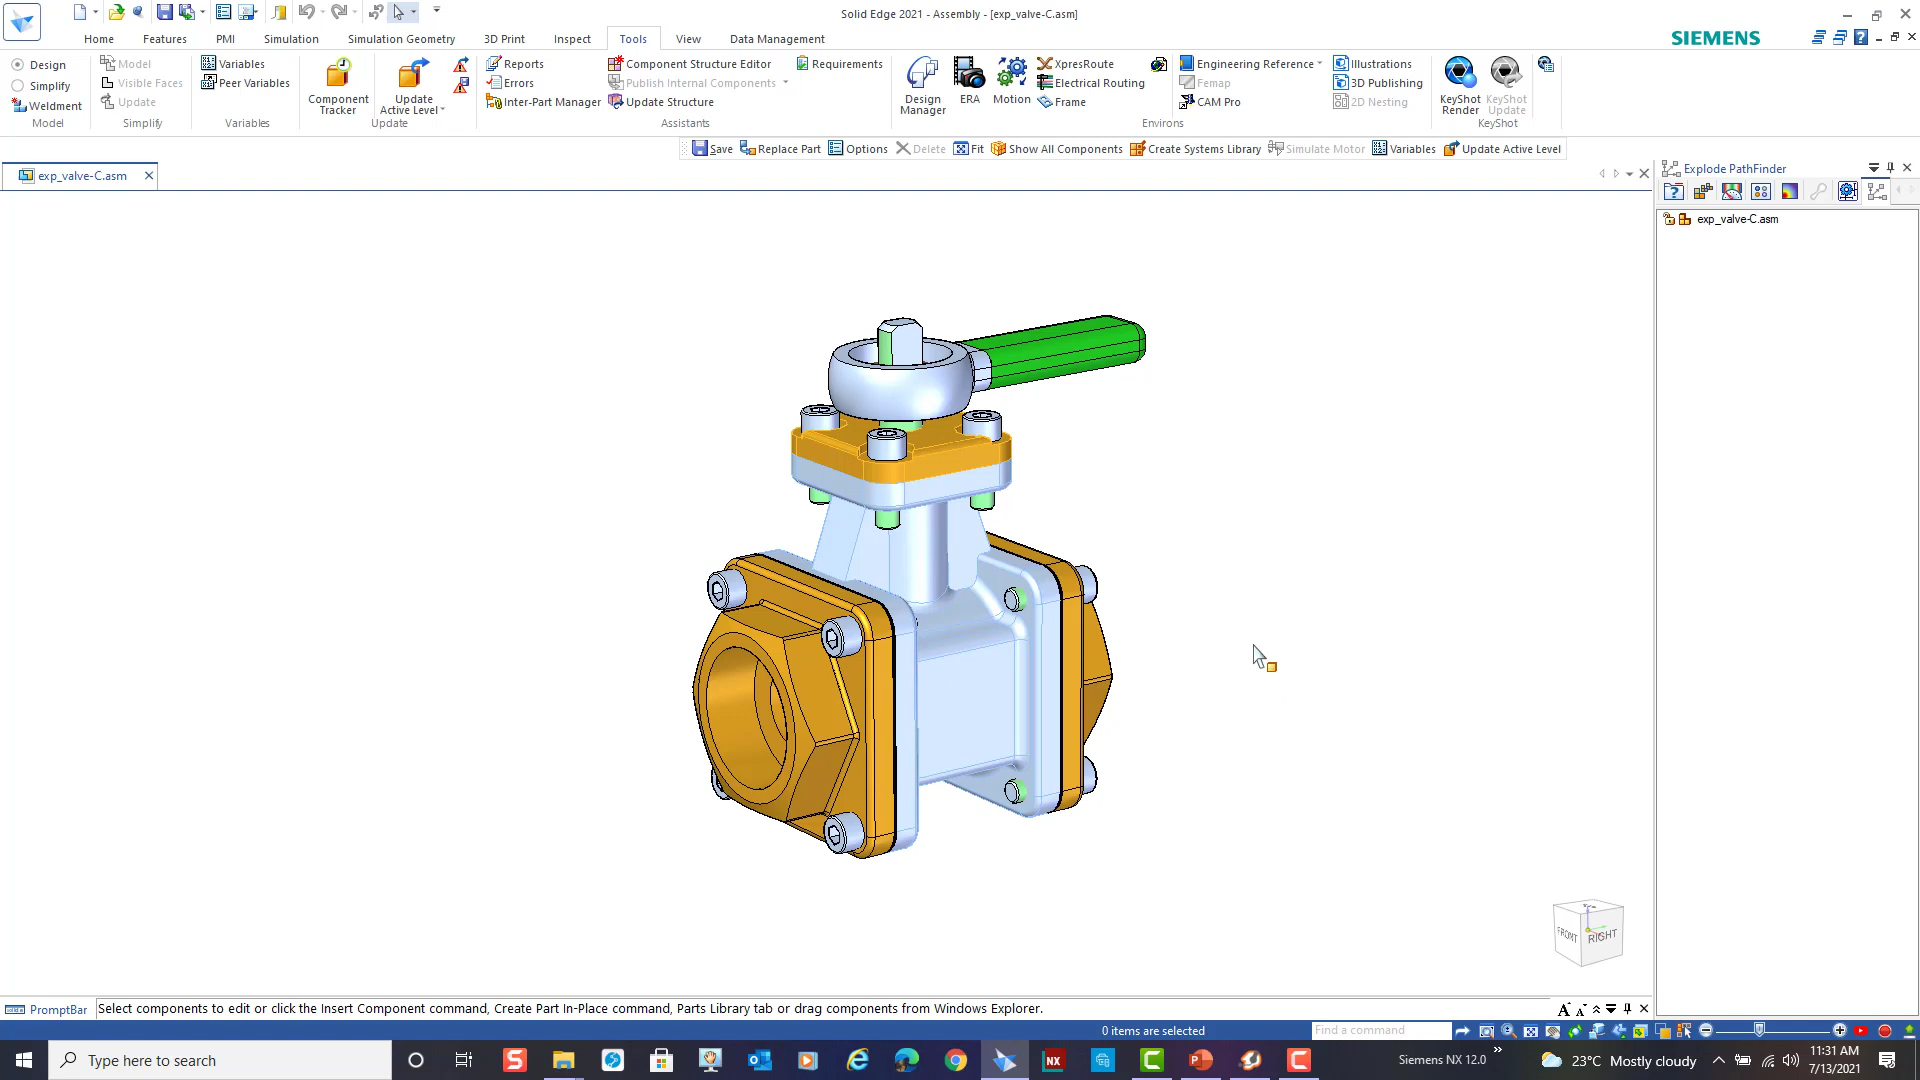 Solid Edge 2021 - Assembly - [exp_valve-C.asm]
Home Features PMI Simulation Simulation Geometry 3D Print Inspect Tools View Data Management
SIEMENS
Design
Simplify
Weldment
Model
Model
Visible Faces
Update
Simplify
Variables
Peer Variables
Variables
Component Tracker
Update Active Level
Update
Reports
Errors
Inter-Part Manager
Component Structure Editor
Publish Internal Components
Update Structure
Requirements
Assistants
Design Manager
ERA
Motion
XpresRoute
Electrical Routing
Frame
Engineering Reference
Femap
CAM Pro
Environs
Illustrations
3D Publishing
2D Nesting
KeyShot Render
KeyShot Update
KeyShot
Save Replace Part Options Delete Fit Show All Components Create Systems Library Simulate Motor Variables Update Active Level
exp_valve-C.asm
Explode PathFinder
exp_valve-C.asm
FRONT
RIGHT
PromptBar
Select components to edit or click the Insert Component command, Create Part In-Place command, Parts Library tab or drag components from Windows Explorer.
0 items are selected
Find a command
Type here to search
NX
Siemens NX 12.0
23°C Mostly cloudy
11:31 AM
7/13/2021